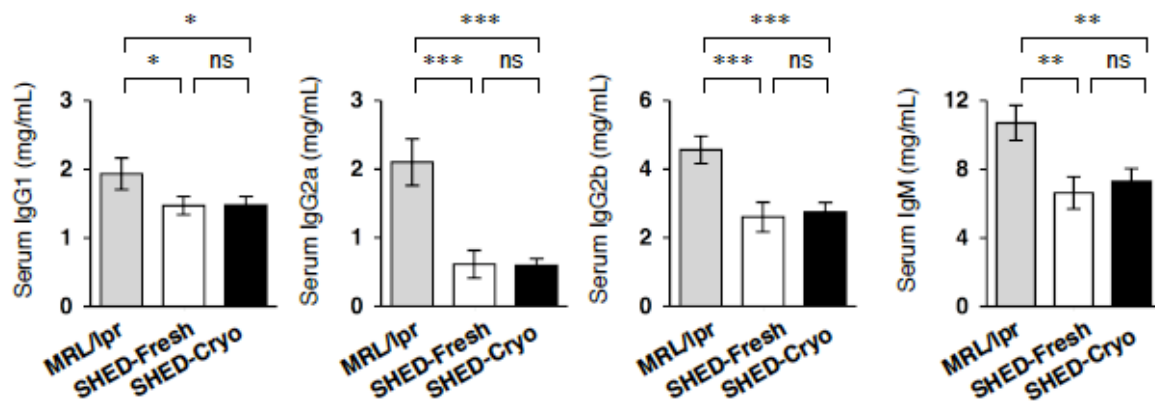 *
* ns
Serum IgG1 (mg/mL)
3
2
1
0
MRL/lpr
SHED-Fresh
SHED-Cryo
***
*** ns
Serum IgG2a (mg/mL)
3
2
1
0
MRL/lpr
SHED-Fresh
SHED-Cryo
***
*** ns
Serum IgG2b (mg/mL)
6
4
2
0
MRL/lpr
SHED-Fresh
SHED-Cryo
**
** ns
Serum IgM (mg/mL)
12
8
4
0
MRL/lpr
SHED-Fresh
SHED-Cryo